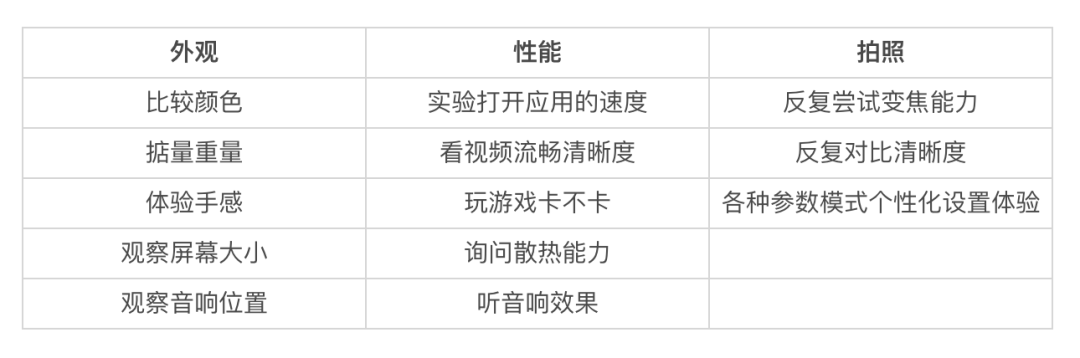 外观 性能 拍照
比较颜色 实验打开应用的速度 反复尝试变焦能力
掂量重量 看视频流畅清晰度 反复对比清晰度
体验手感 玩游戏卡不卡 各种参数模式个性化设置体验
观察屏幕大小 询问散热能力
观察音响位置 听音响效果